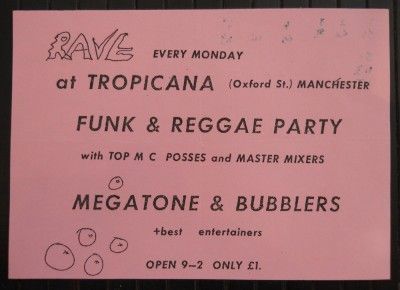 RAVE EVERY MONDAY
at TROPICANA (Oxford St.) MANCHESTER
FUNK & REGGAE PARTY
with TOP M C POSSES and MASTER MIXERS
MEGATONE & BUBBLERS
+best entertainers
OPEN 9-2 ONLY £1.